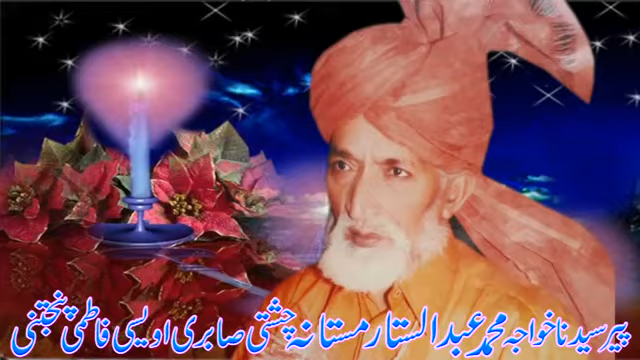 پیر سیدنا خواجہ محمد عبدالستار مستانہ چشتی صابری اویسی فاطمی پنجتنی